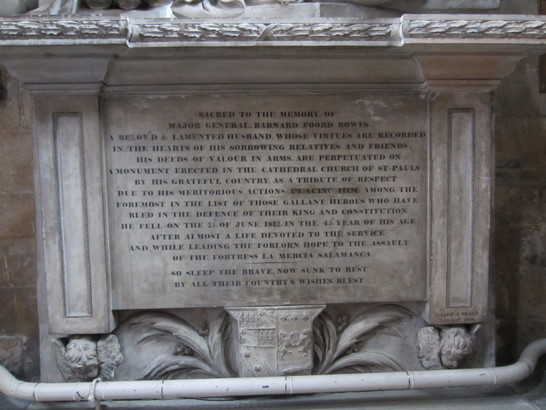 SACRED TO THE MEMORY, OF
MAJOR GENERAL, BARNARD FOORD BOWES
A BELOV'D & LAMENTED HUSBAND, WHOSE VIRTUES ARE RECORDED
IN THE HEARTS OF HIS SORROWING RELATIVES AND FRIENDS,
HIS DEEDS OF VALOUR IN ARMS, ARE PERPETUATED ON
A MONUMENT ERECTED IN THE CATHEDRAL CHURCH OF ST PAULS
BY HIS GRATEFUL COUNTRY, AS A TRIBUTE OF RESPECT
DUE TO HIS MERITORIOUS ACTIONS, PLACING HIM AMONG THE
FOREMOST IN THE LIST OF THOSE GALLANT HEROES, WHO HAVE
BLED IN THE DEFENCE OF THEIR KING AND CONSTITUTION.
HE FELL ON THE OF JUNE 1812, IN THE YEAR OF HIS AGE
AFTER ALMOST A LIFE DEVOTED TO THE SERVICE
AND WHILE LEADING THE FORLORN HOPE, TO THE ASSAULT
OF THE FORTRESS LA MERCIA SALAMANCA.
SO SLEEP THE BRAVE, NOW SUNK TO REST
BY ALL THEIR COUNTRY'S WISHES BLEST.